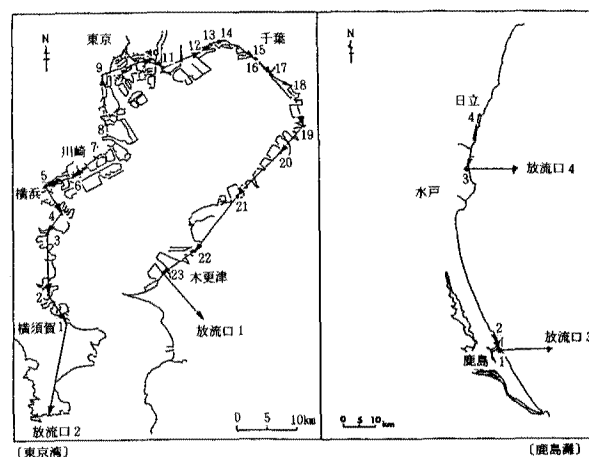 N
東京
千葉
13 14
12
15
11
9
16 17
18
8
19
川崎
7
20
5
6
横浜
4
21
3
22
23
木更津
2
横須賀
1
放流口1
0 5 10km
放流口2
〔東京湾〕
N
日立
4
3
放流口4
水戸
2
放流口3
鹿島
1
0 5 10
km
〔鹿島灘〕